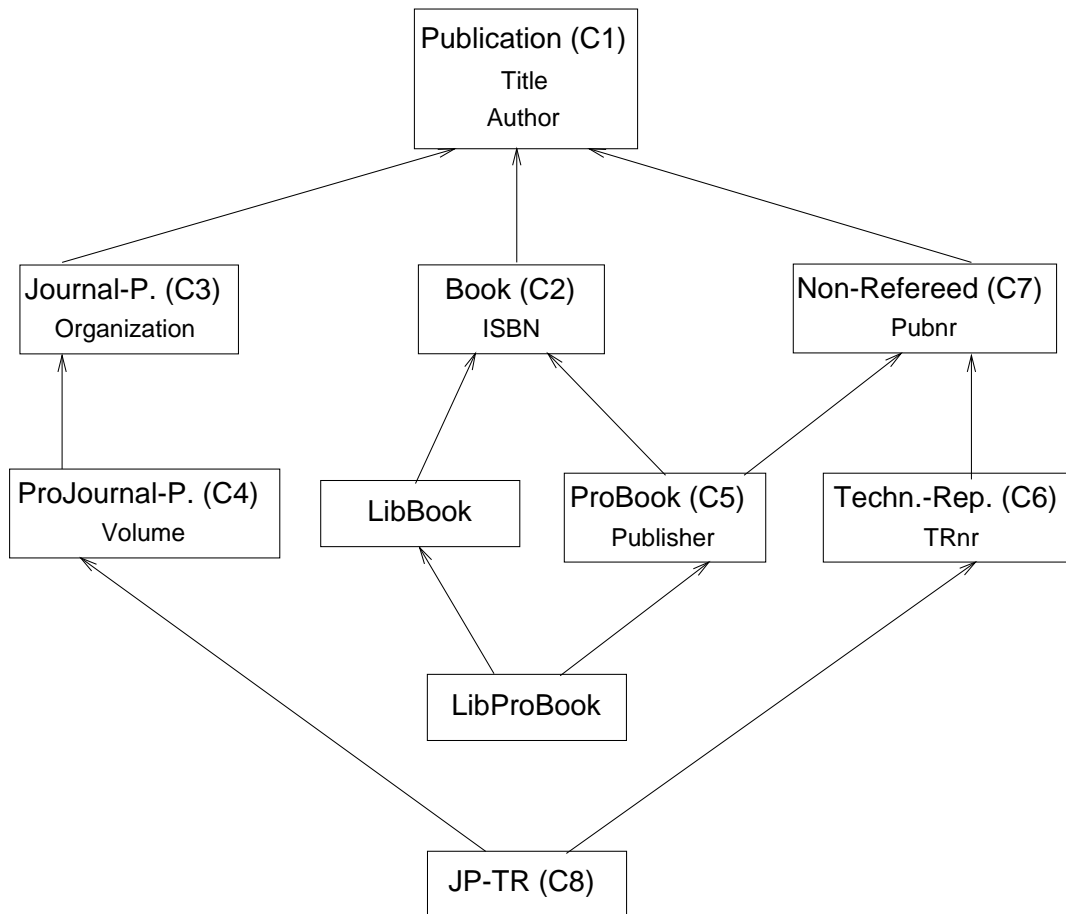 Publication (C1)
Title
Author
Journal-P. (C3)
Organization
Book (C2)
ISBN
Non-Refereed (C7)
Pubnr
ProJournal-P. (C4)
Volume
LibBook
ProBook (C5)
Publisher
Techn.-Rep. (C6)
TRnr
LibProBook
JP-TR (C8)